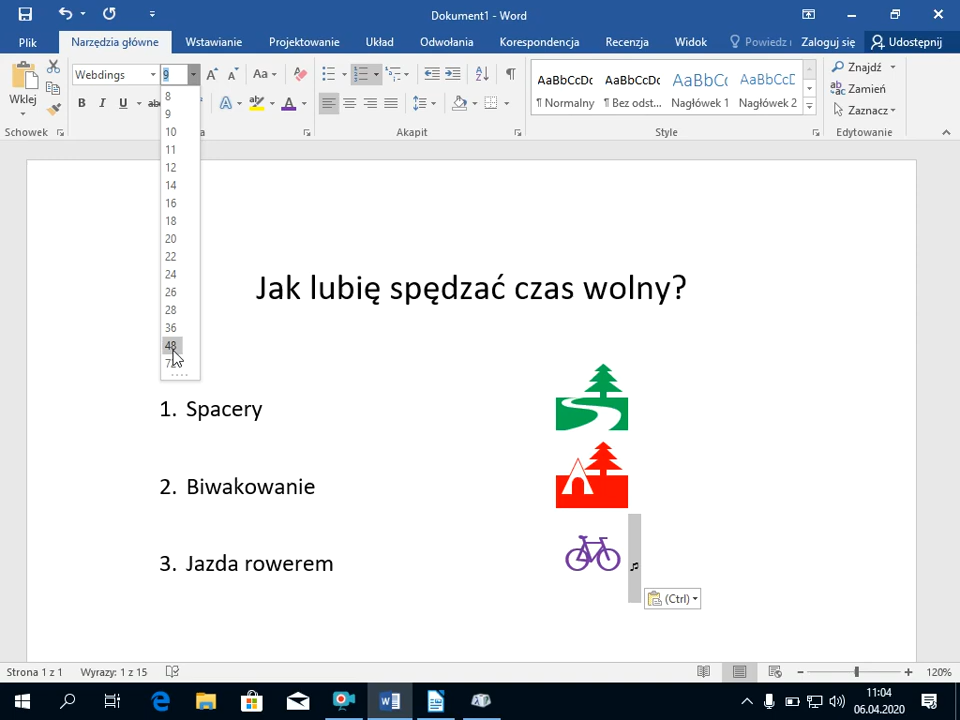 Dokument1 - Word
Plik
Narzędzia główne
Wstawianie
Projektowanie
Układ
Odwołania
Korespondencja
Recenzja
Widok
Powiedz
Zaloguj się
Udostępnij
Wklej
Schowek
Webdings
9
Aa
B I U abc
8
9
10
11
12
14
16
18
20
22
24
26
28
36
48
72
Akapit
AaBbCcDc
¶ Normalny
AaBbCcDc
¶ Bez odst...
AaBbCcDc
Nagłówek 1
AaBbCcD
Nagłówek 2
Style
Znajdź
Zamień
Zaznacz
Edytowanie
Jak lubię spędzać czas wolny?
1. Spacery
2. Biwakowanie
3. Jazda rowerem
(Ctrl)
Strona 1 z 1
Wyrazy: 1 z 15
120%
11:04
06.04.2020